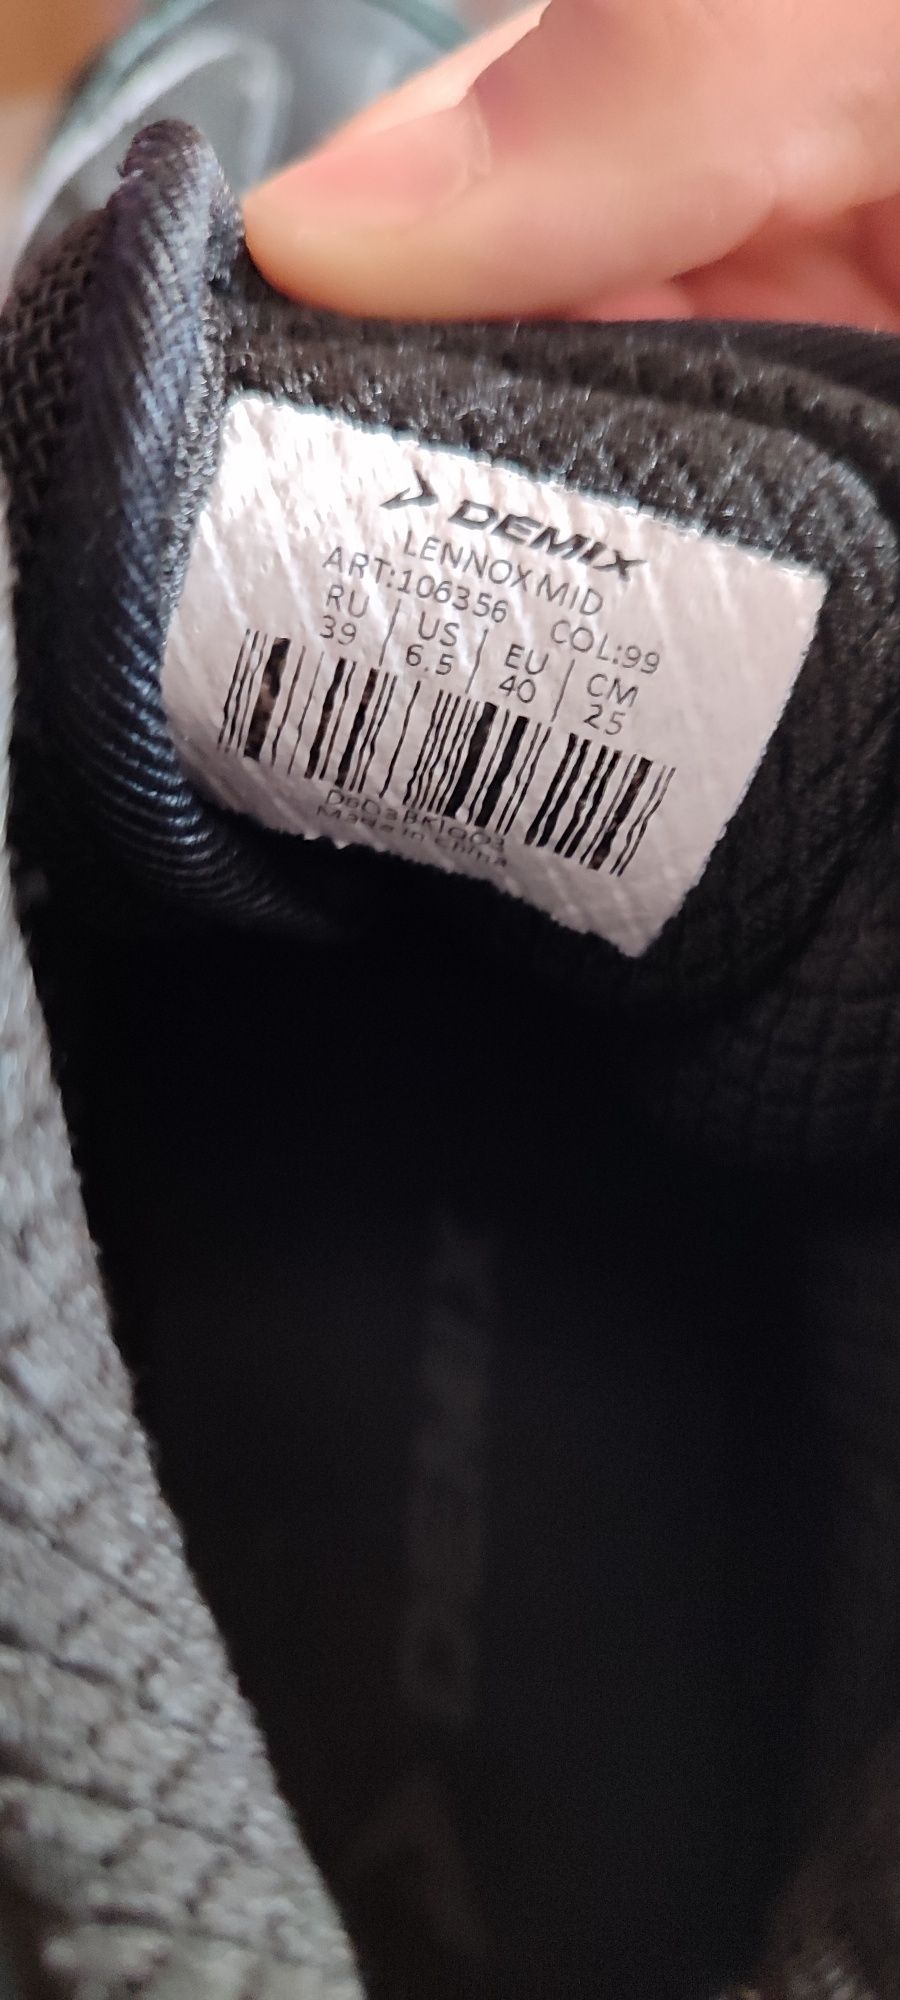 DEMIX
LENNOX MID
ART:106356 COL:99
RU US EU CM
39 6.5 40 25
Made in China